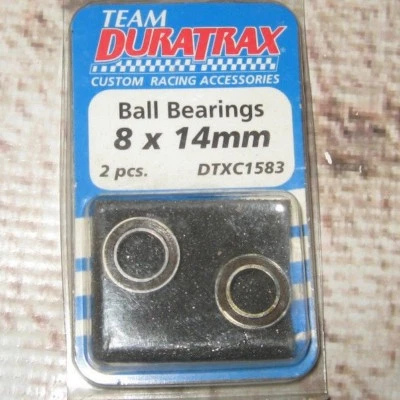 TEAM
DURATRAX
CUSTOM RACING ACCESSORIES
Ball Bearings
8 x 14mm
2 pcs. DTXC1583